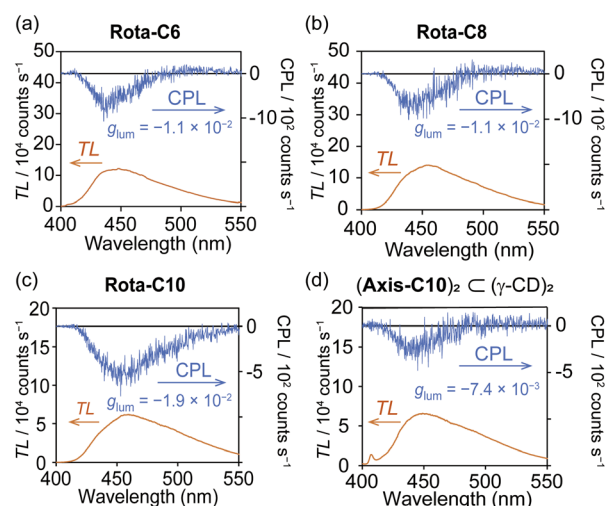 (a) Rota-C6
TL / 10⁴ counts s⁻¹
50
40
30
20
10
0
400 450 500 550
Wavelength (nm)
0
-10
CPL / 10² counts s⁻¹
CPL
g_lum = −1.1 × 10⁻²
TL
(b) Rota-C8
TL / 10⁴ counts s⁻¹
50
40
30
20
10
0
400 450 500 550
Wavelength (nm)
0
-10
CPL / 10² counts s⁻¹
CPL
g_lum = −1.1 × 10⁻²
TL
(c) Rota-C10
TL / 10⁴ counts s⁻¹
20
15
10
5
0
400 450 500 550
Wavelength (nm)
0
-5
CPL / 10² counts s⁻¹
CPL
g_lum = −1.9 × 10⁻²
TL
(d) (Axis-C10)₂ ⊂ (γ-CD)₂
TL / 10⁴ counts s⁻¹
20
15
10
5
0
400 450 500 550
Wavelength (nm)
0
-5
CPL / 10² counts s⁻¹
CPL
g_lum = −7.4 × 10⁻³
TL